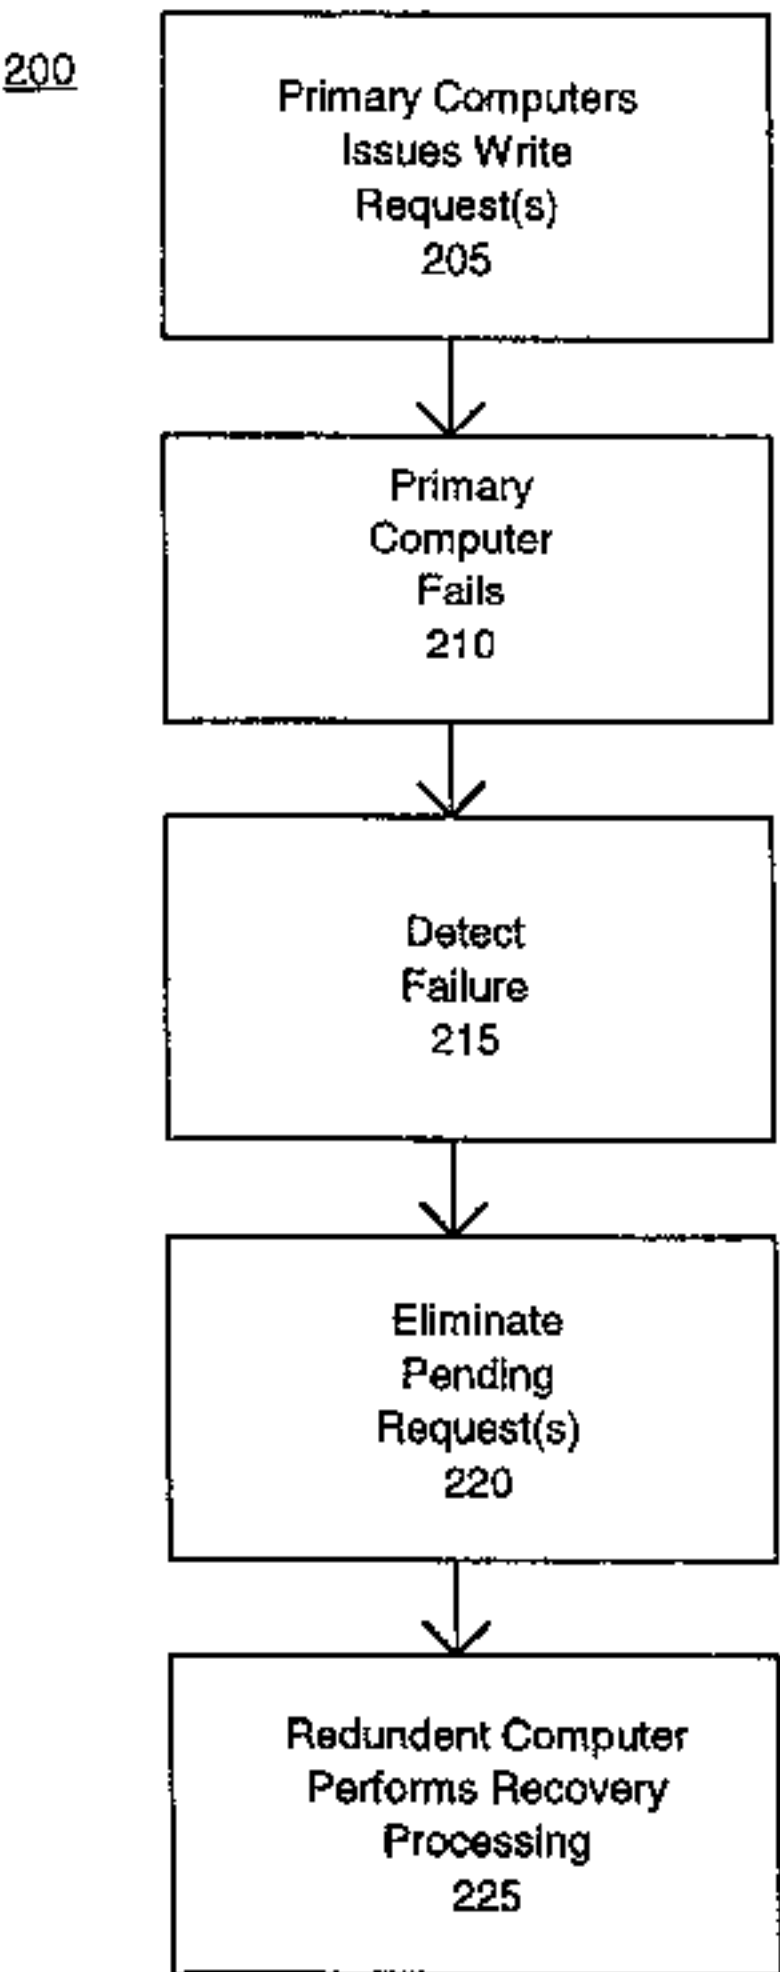 200
Primary Computers
Issues Write
Request(s)
205
Primary
Computer
Fails
210
Detect
Failure
215
Eliminate
Pending
Request(s)
220
Redundent Computer
Performs Recovery
Processing
225